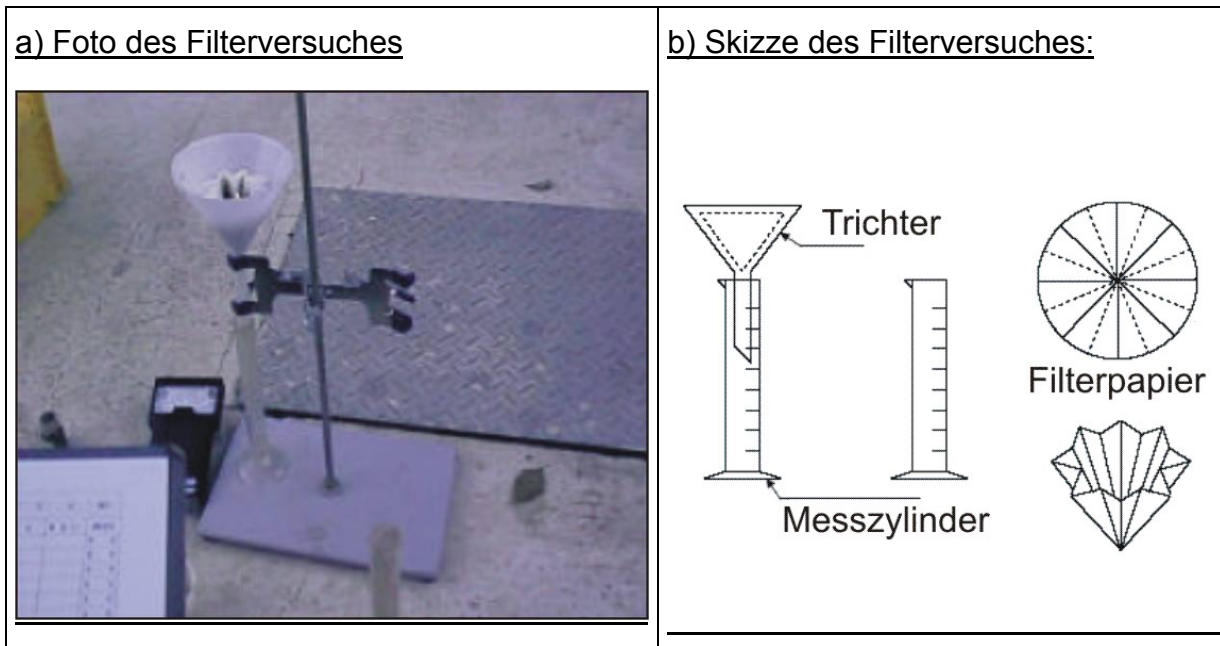 a) Foto des Filterversuches
b) Skizze des Filterversuches:
Trichter
Filterpapier
Messzylinder